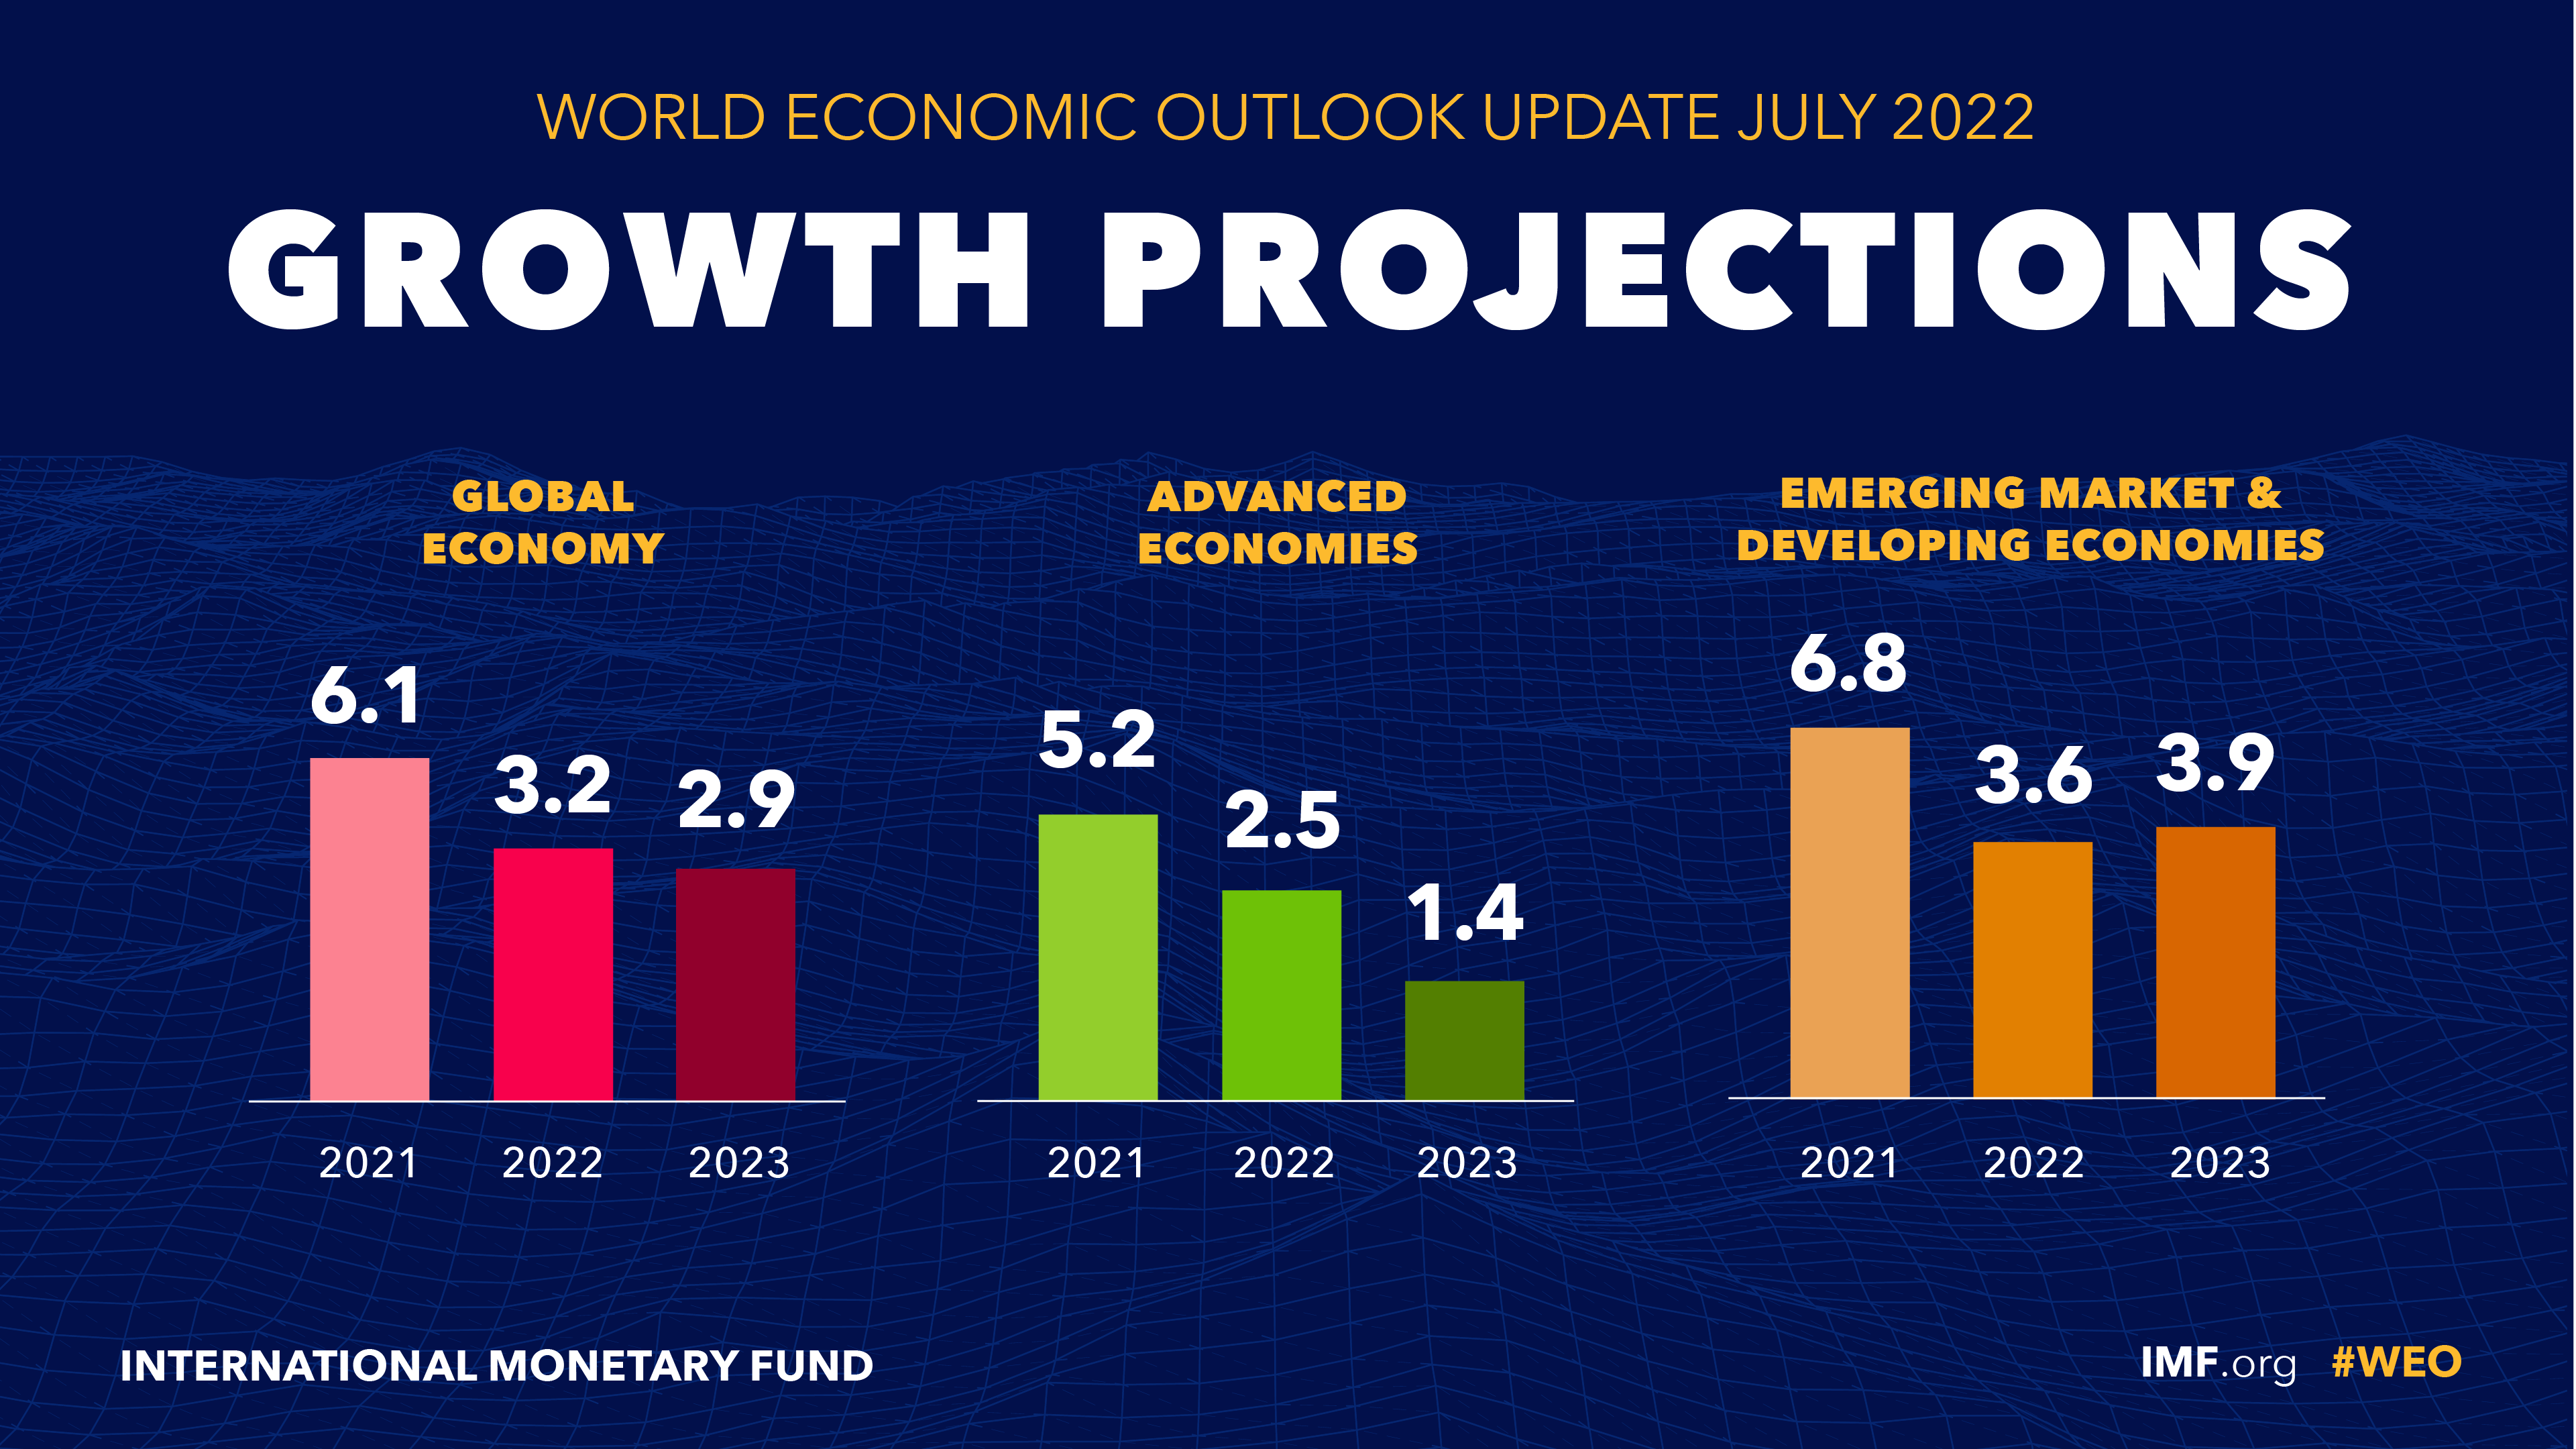 WORLD ECONOMIC OUTLOOK UPDATE JULY 2022
GROWTH PROJECTIONS
GLOBAL
ECONOMY
6.1
3.2
2.9
2021
2022
2023
ADVANCED
ECONOMIES
5.2
2.5
1.4
2021
2022
2023
EMERGING MARKET &
DEVELOPING ECONOMIES
6.8
3.6
3.9
2021
2022
2023
INTERNATIONAL MONETARY FUND
IMF.org #WEO